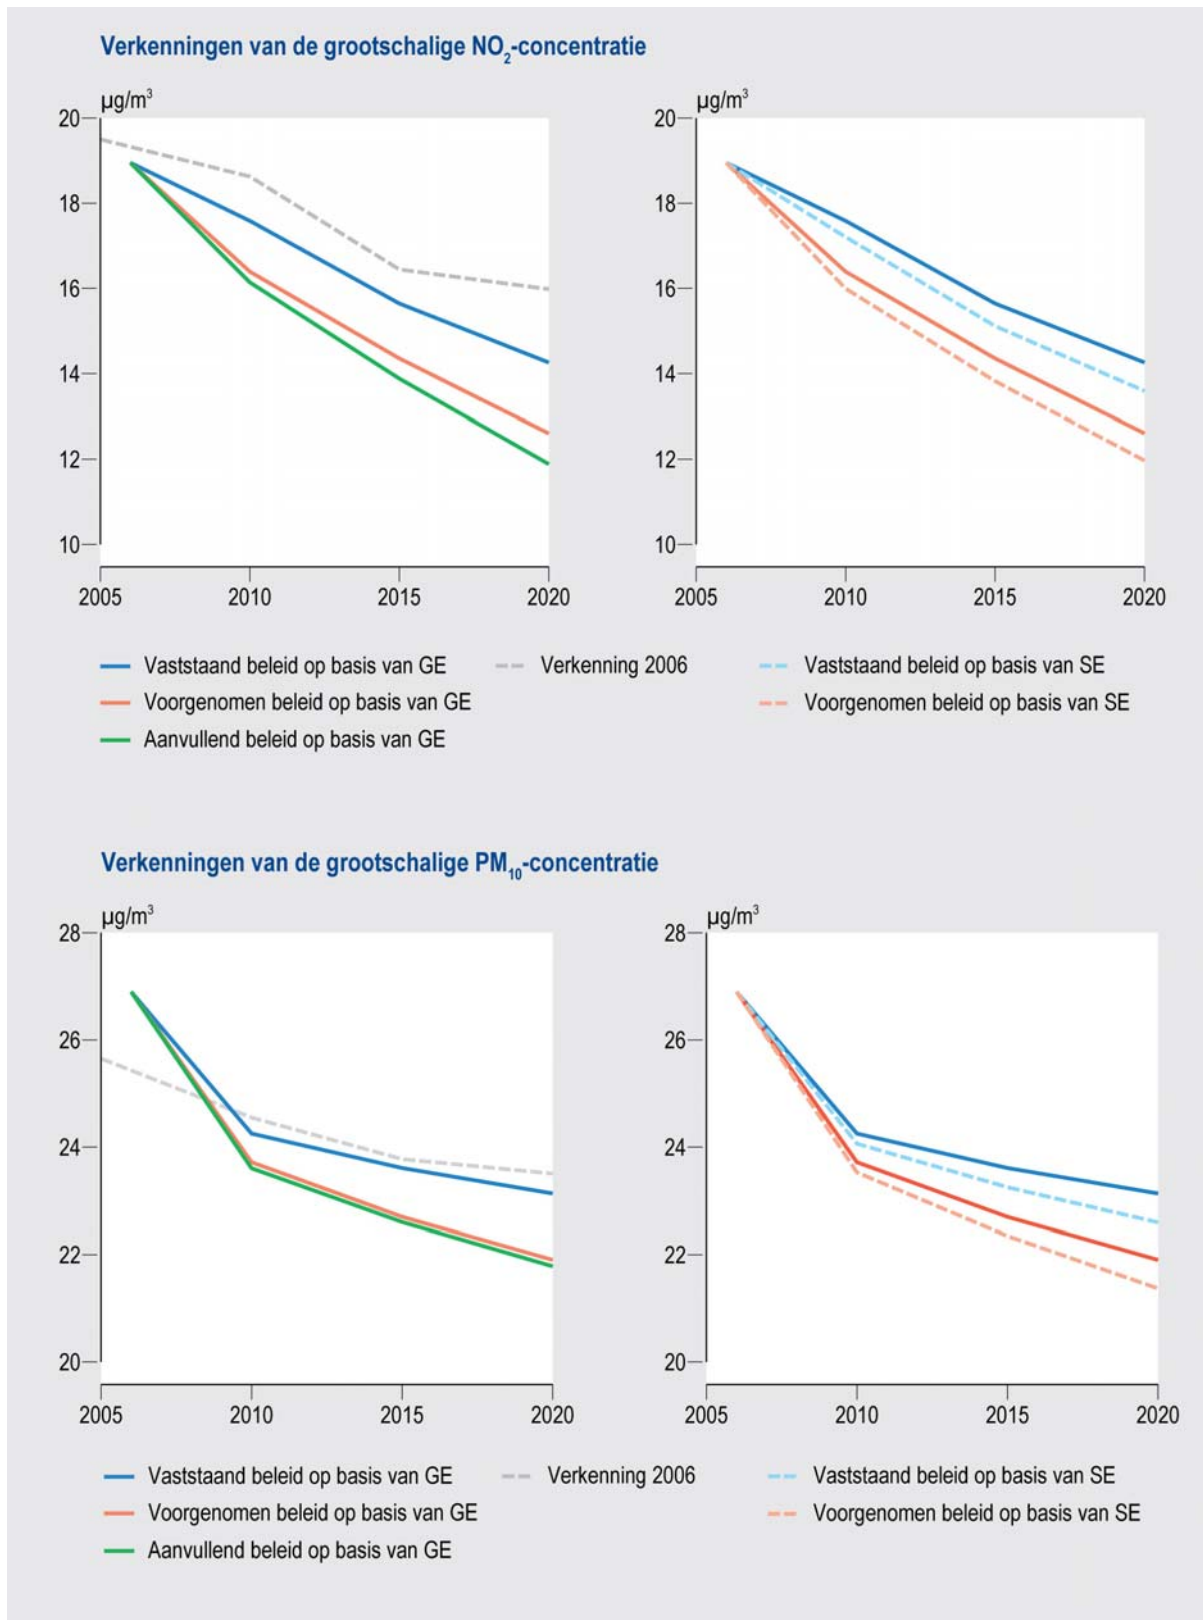 Verkenningen van de grootschalige NO2-concentratie
µg/m³ µg/m³
20 20
18 18
16 16
14 14
12 12
10 10
2005 2010 2015 2020 2005 2010 2015 2020
Vaststaand beleid op basis van GE Verkenning 2006 Vaststaand beleid op basis van SE
Voorgenomen beleid op basis van GE Voorgenomen beleid op basis van SE
Aanvullend beleid op basis van GE
Verkenningen van de grootschalige PM10-concentratie
µg/m³ µg/m³
28 28
26 26
24 24
22 22
20 20
2005 2010 2015 2020 2005 2010 2015 2020
Vaststaand beleid op basis van GE Verkenning 2006 Vaststaand beleid op basis van SE
Voorgenomen beleid op basis van GE Voorgenomen beleid op basis van SE
Aanvullend beleid op basis van GE